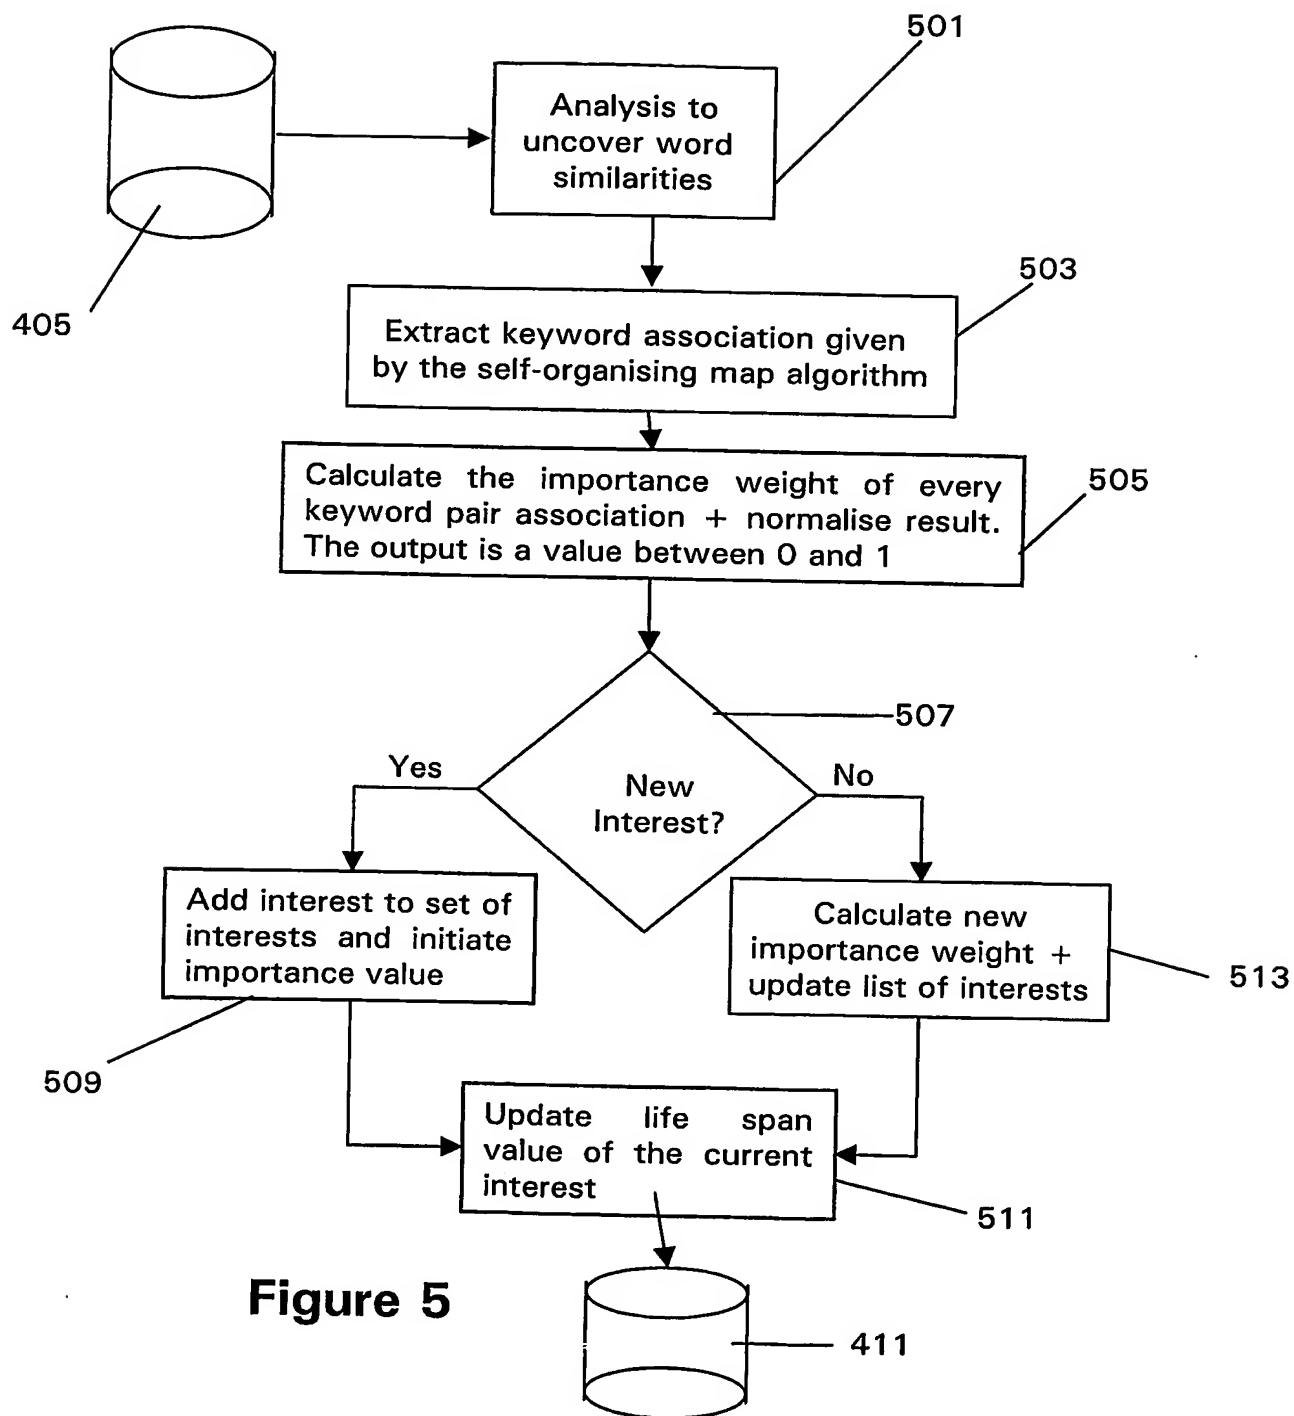 501
Analysis to
uncover word
similarities
405
503
Extract keyword association given
by the self-organising map algorithm
505
Calculate the importance weight of every
keyword pair association + normalise result.
The output is a value between 0 and 1
507
Yes
No
New
Interest?
Add interest to set of
interests and initiate
importance value
Calculate new
importance weight +
update list of interests
513
509
Update life span
value of the current
interest
511
Figure 5
411